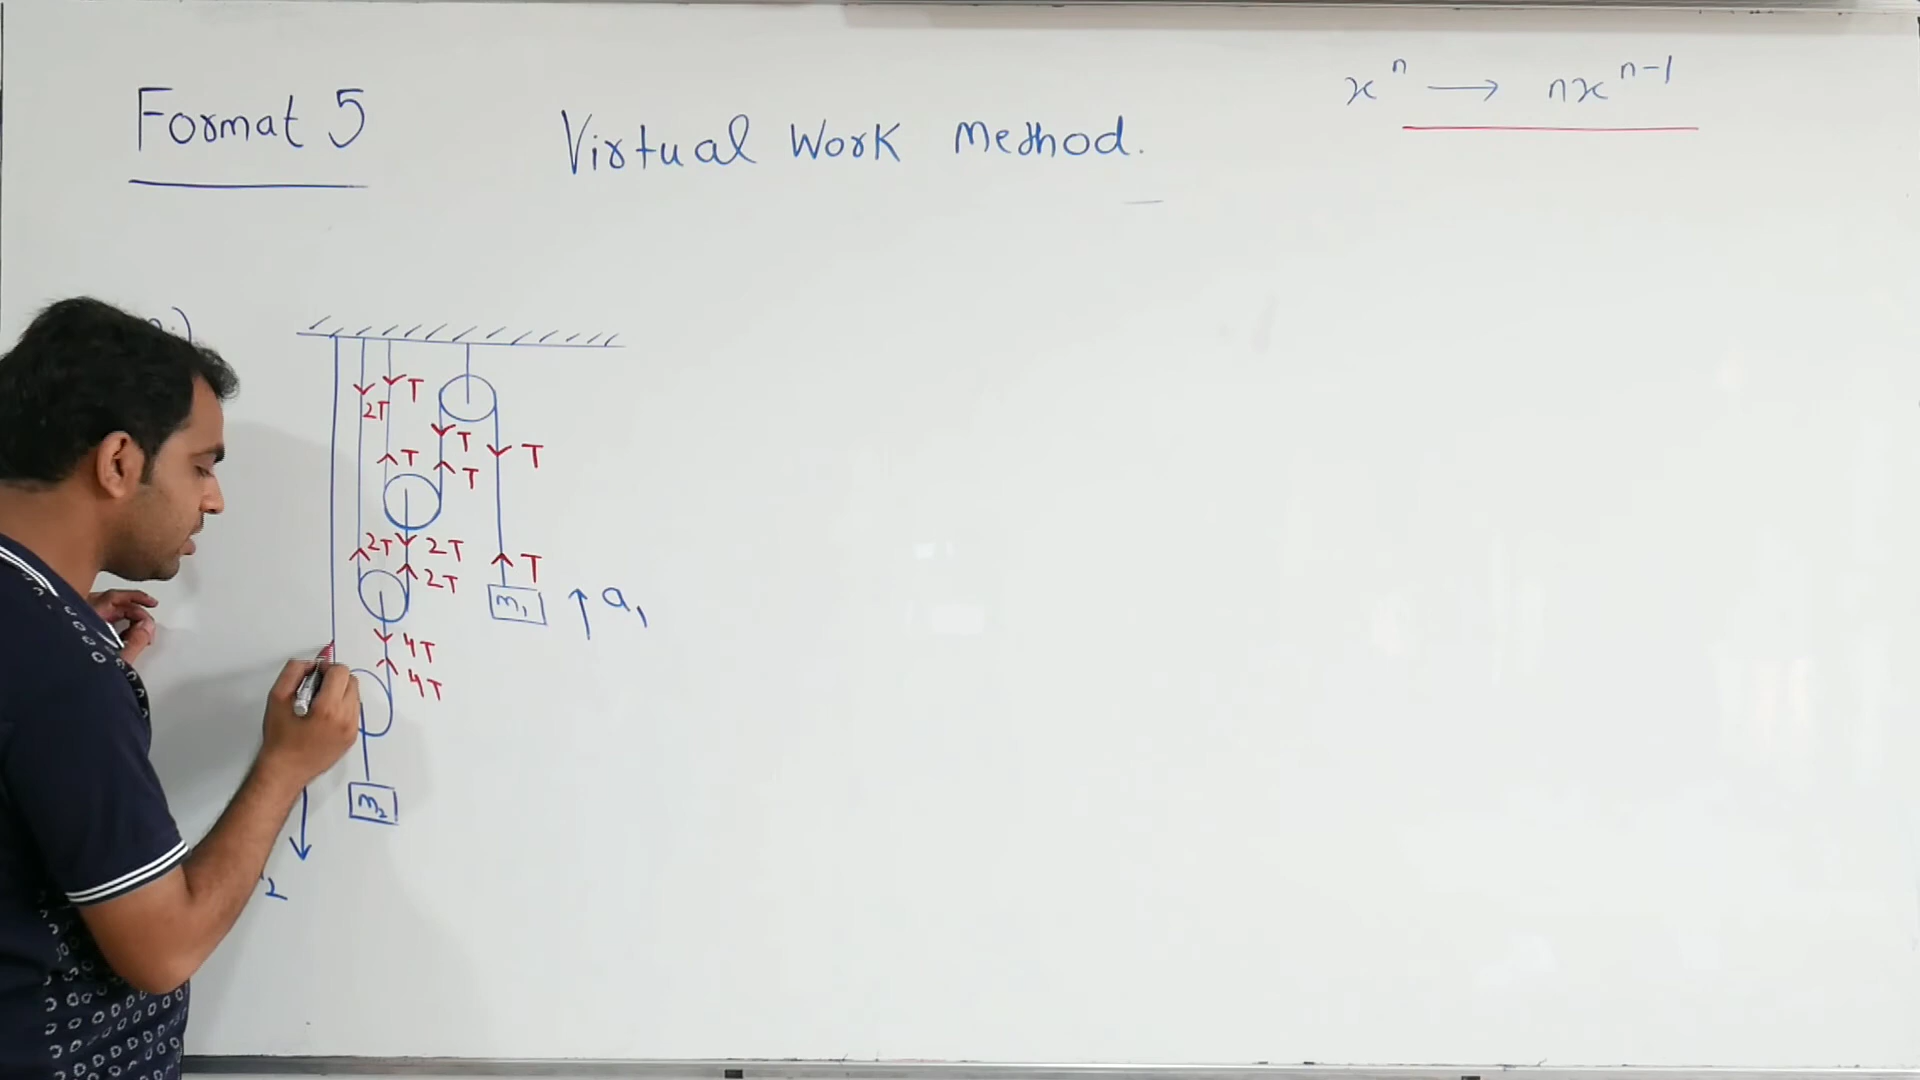 Format 5
Virtual Work Method.
x^n → nx^(n-1)
T
2T
T
T
T
T
T
2T
2T
2T
T
m₁
a₁
4T
4T
m₂
2